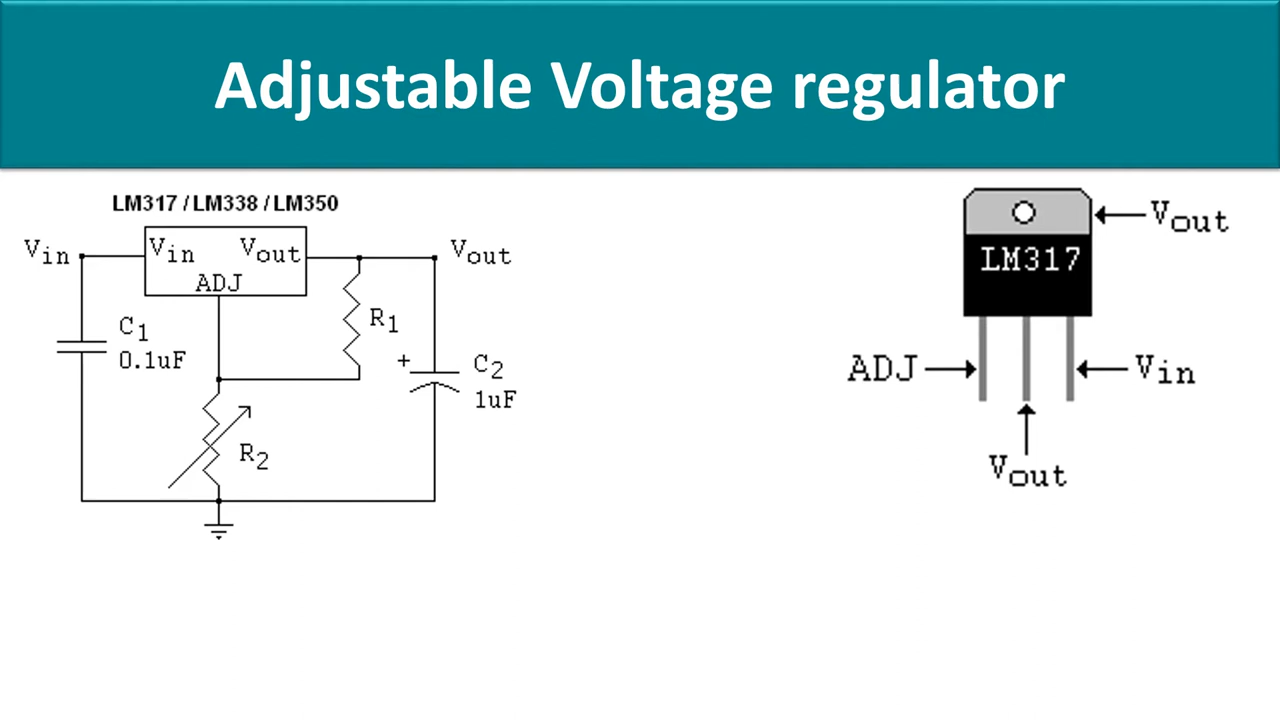 Adjustable Voltage regulator
LM317 / LM338 / LM350
Vin
Vin
Vout
Vout
ADJ
C1
0.1uF
R1
+
C2
1uF
R2
Vout
LM317
ADJ
Vin
Vout